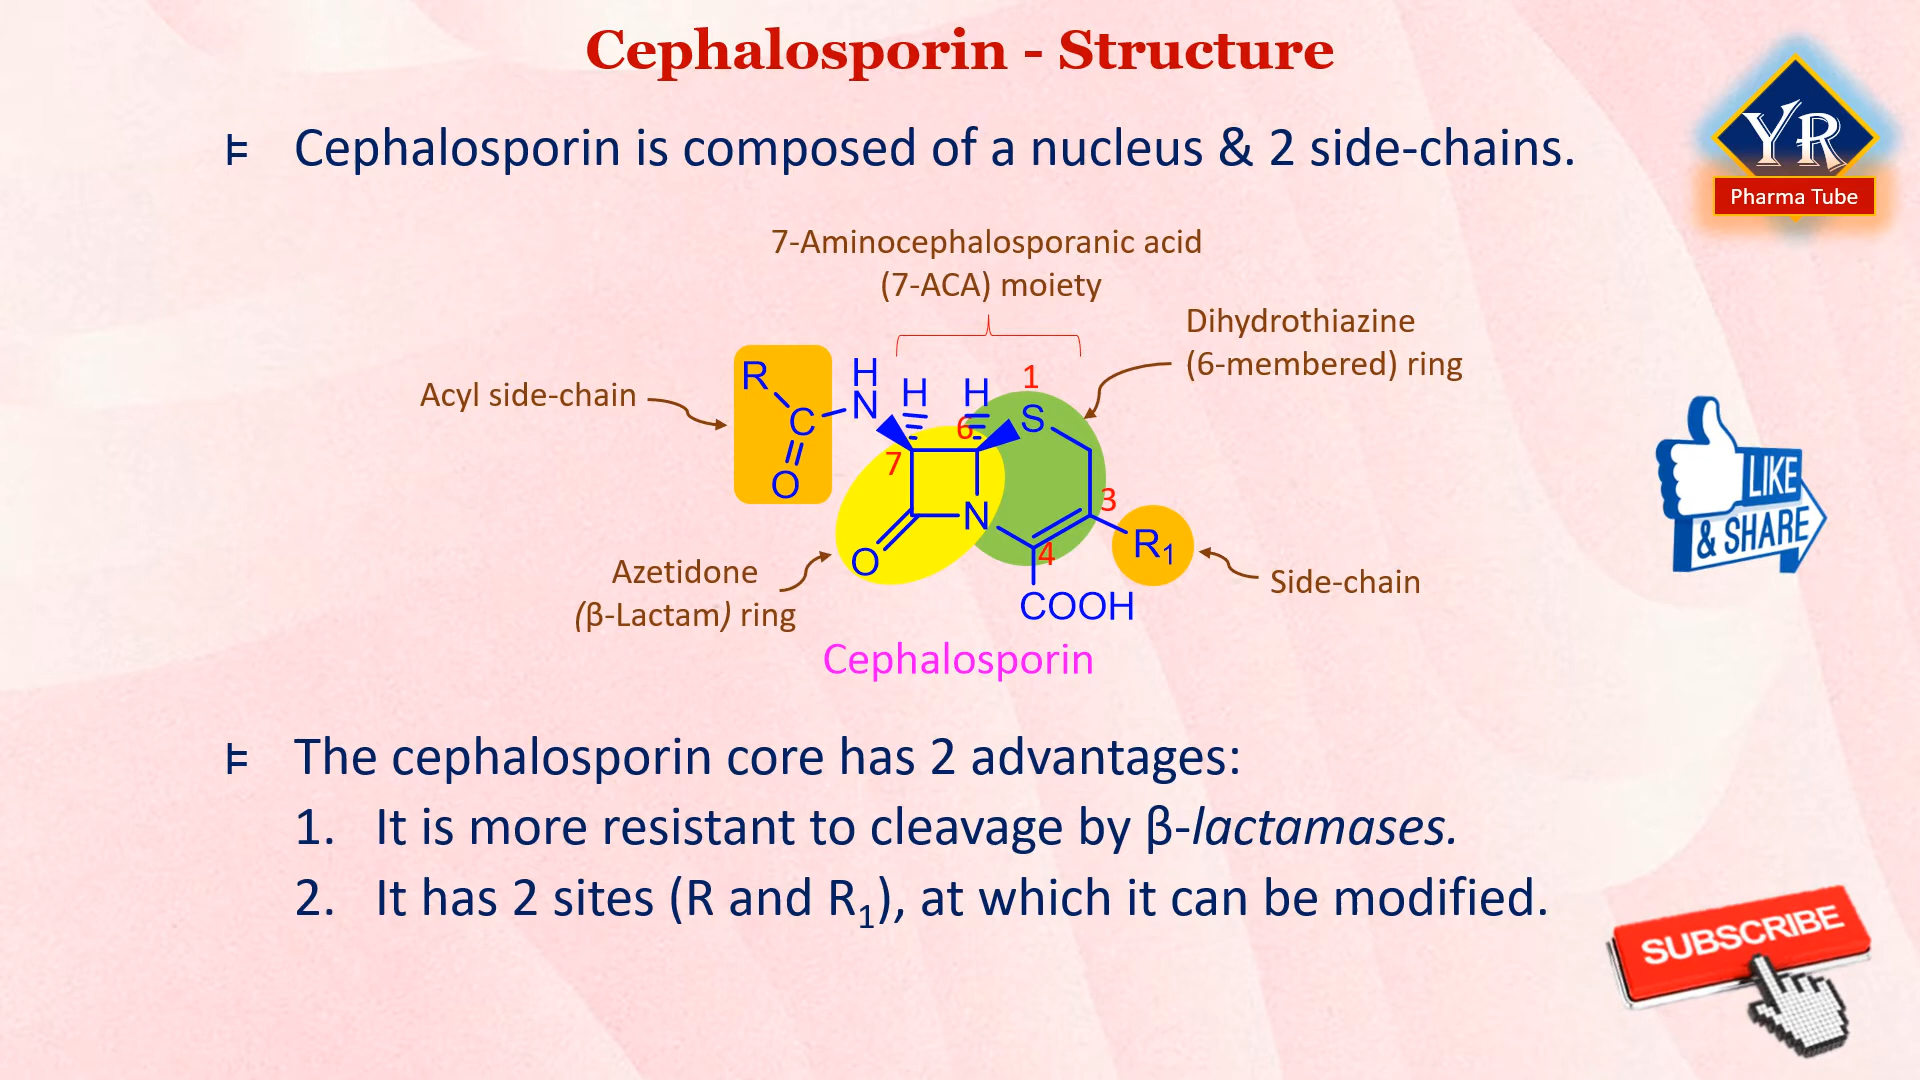 Cephalosporin - Structure
YR
Pharma Tube
⊧ Cephalosporin is composed of a nucleus & 2 side-chains.
7-Aminocephalosporanic acid
(7-ACA) moiety
Dihydrothiazine
(6-membered) ring
Acyl side-chain
R
H
N
H
H
1
S
C
6
7
O
3
N
R₁
4
O
COOH
Azetidone
(β-Lactam) ring
Side-chain
Cephalosporin
LIKE
& SHARE
⊧ The cephalosporin core has 2 advantages:
1. It is more resistant to cleavage by β-lactamases.
2. It has 2 sites (R and R₁), at which it can be modified.
SUBSCRIBE